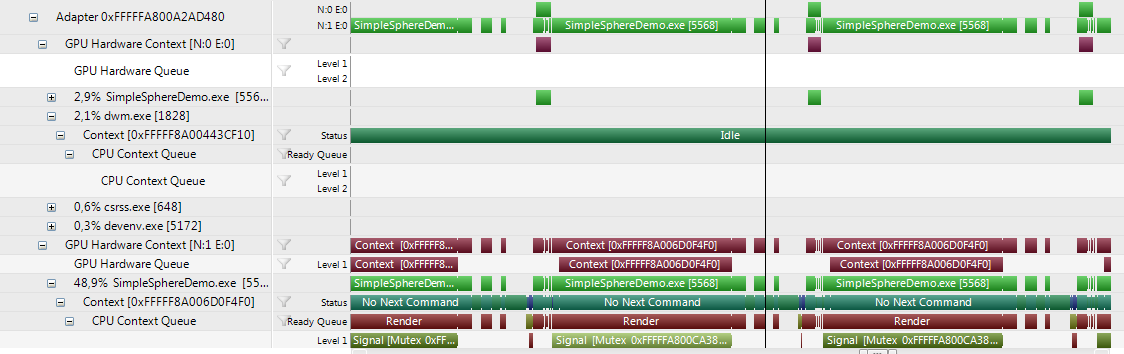 Adapter 0xFFFFFA800A2AD480
N:0 E:0
N:1 E:0
SimpleSphereDemo.exe [5568]
SimpleSphereDem...
SimpleSphereDemo.exe [5568]
GPU Hardware Context [N:0 E:0]
GPU Hardware Queue
Level 1
Level 2
2,9% SimpleSphereDemo.exe [556...
2,1% dwm.exe [1828]
Context [0xFFFFF8A00443CF10]
Status
Idle
CPU Context Queue
Ready Queue
CPU Context Queue
Level 1
Level 2
0,6% csrss.exe [648]
0,3% devenv.exe [5172]
GPU Hardware Context [N:1 E:0]
Context [0xFFFFF8...
Context [0xFFFFF8A006D0F4F0]
Context [0xFFFFF8A006D0F4F0]
GPU Hardware Queue
Level 1
Context [0xFFFFF8...
Context [0xFFFFF8A006D0F4F0]
Context [0xFFFFF8A006D0F4F0]
48,9% SimpleSphereDemo.exe [556...
SimpleSphereDem...
SimpleSphereDemo.exe [5568]
SimpleSphereDemo.exe [5568]
Context [0xFFFFF8A006D0F4F0]
Status
No Next Command
No Next Command
No Next Command
CPU Context Queue
Ready Queue
Render
Render
Render
Level 1
Signal [Mutex 0xFF...
Signal [Mutex 0xFFFFFA800CA38...
Signal [Mutex 0xFFFFFA800CA38...